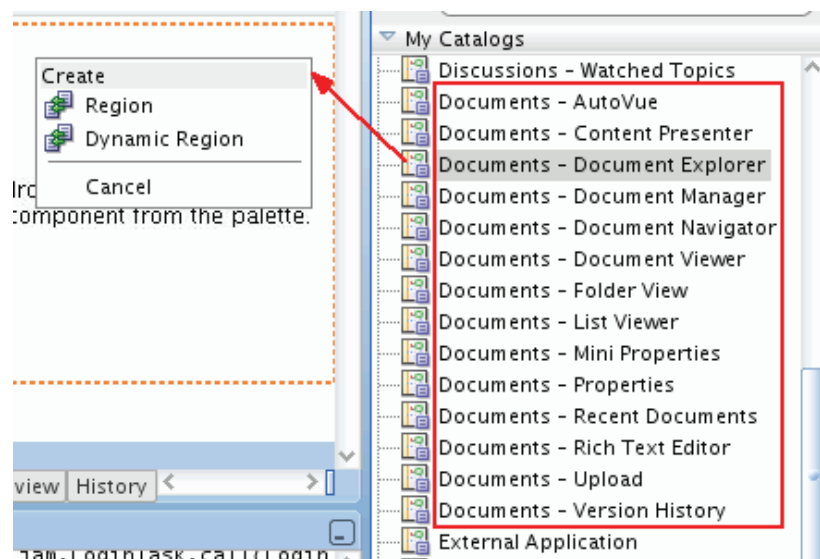 Create
Region
Dynamic Region
Cancel
component from the palette.
view
History
My Catalogs
Discussions - Watched Topics
Documents - AutoVue
Documents - Content Presenter
Documents - Document Explorer
Documents - Document Manager
Documents - Document Navigator
Documents - Document Viewer
Documents - Folder View
Documents - List Viewer
Documents - Mini Properties
Documents - Properties
Documents - Recent Documents
Documents - Rich Text Editor
Documents - Upload
Documents - Version History
External Application